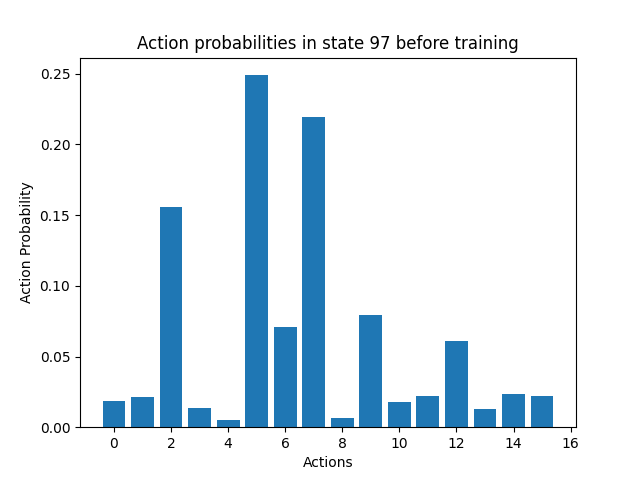 Action probabilities in state 97 before training
0.25
0.20
0.15
0.10
0.05
0.00
Action Probability
0 2 4 6 8 10 12 14 16
Actions